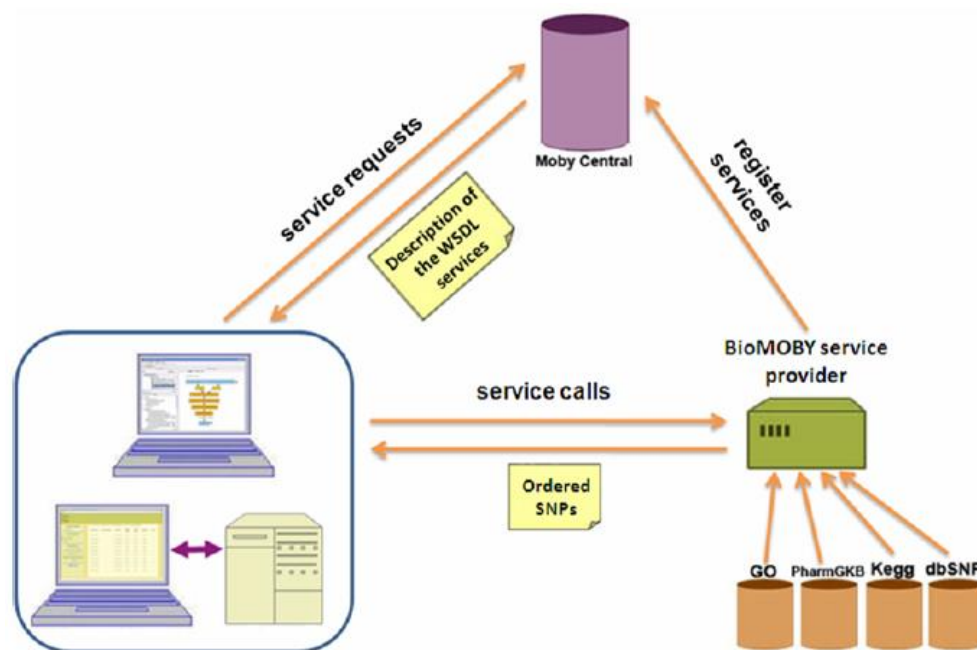 Moby Central
service requests
register
services
Description of
the WSDL
services
BioMOBY service
provider
service calls
Ordered
SNPs
GO PharmGKB Kegg dbSNP